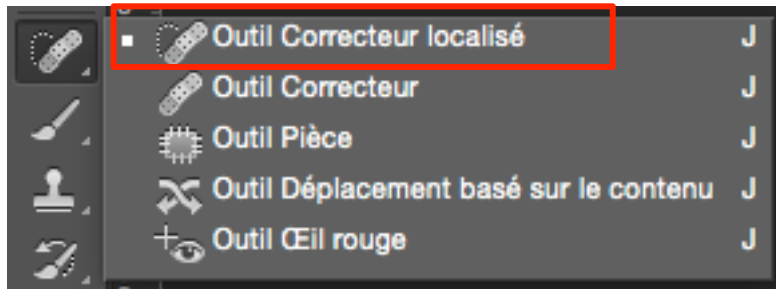 Outil Correcteur localisé J
Outil Correcteur J
Outil Pièce J
Outil Déplacement basé sur le contenu J
Outil Œil rouge J